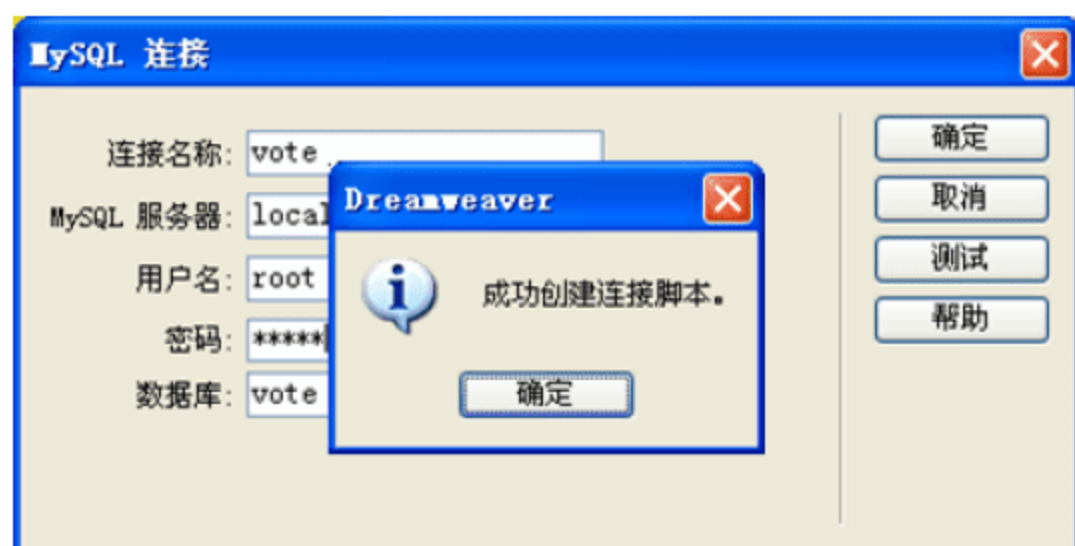 MySQL 连接
连接名称: vote
MySQL 服务器: local
用户名: root
密码: *****
数据库: vote
Dreamweaver
成功创建连接脚本。
确定
确定
取消
测试
帮助